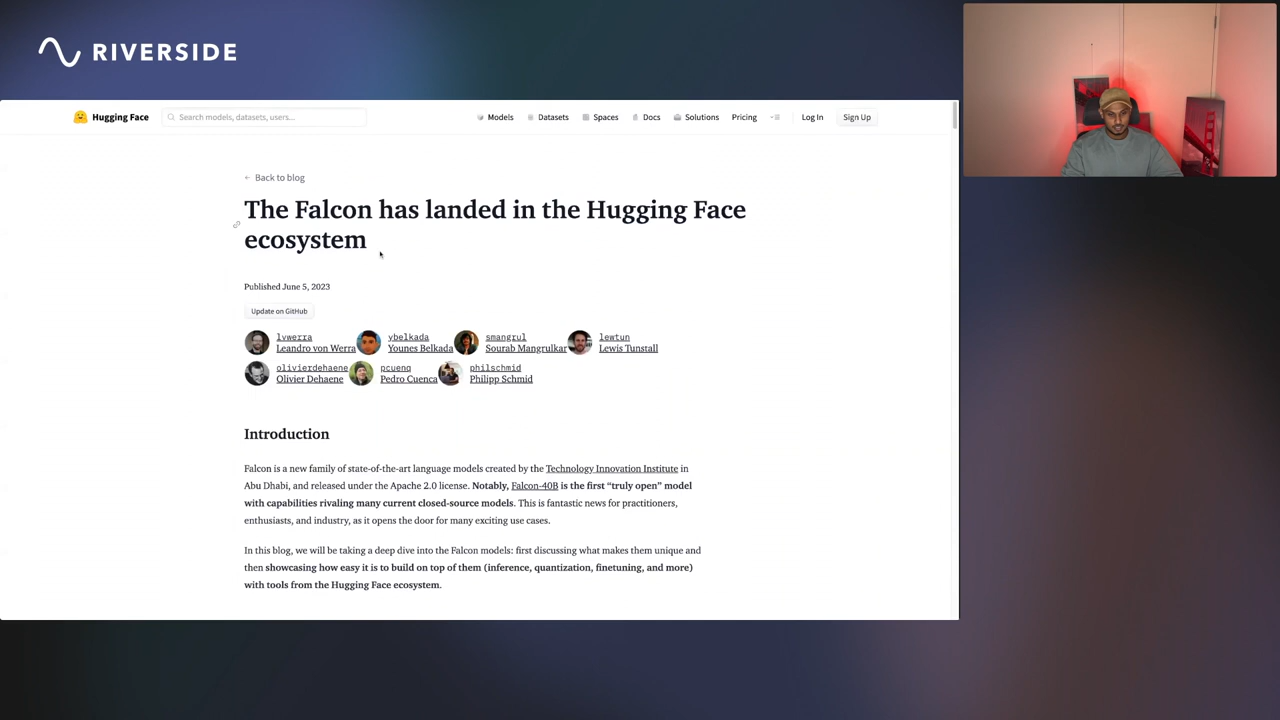 RIVERSIDE
Hugging Face
Search models, datasets, users...
Models
Datasets
Spaces
Docs
Solutions
Pricing
Log In
Sign Up
← Back to blog
The Falcon has landed in the Hugging Face
ecosystem
Published June 5, 2023
Update on GitHub
lvwerra
Leandro von Werra
ybelkada
Younes Belkada
smangrul
Sourab Mangrulkar
lewtun
Lewis Tunstall
olivierdehaene
Olivier Dehaene
pcuenq
Pedro Cuenca
philschmid
Philipp Schmid
Introduction
Falcon is a new family of state-of-the-art language models created by the Technology Innovation Institute in
Abu Dhabi, and released under the Apache 2.0 license. Notably, Falcon-40B is the first “truly open” model
with capabilities rivaling many current closed-source models. This is fantastic news for practitioners,
enthusiasts, and industry, as it opens the door for many exciting use cases.
In this blog, we will be taking a deep dive into the Falcon models: first discussing what makes them unique and
then showcasing how easy it is to build on top of them (inference, quantization, finetuning, and more)
with tools from the Hugging Face ecosystem.